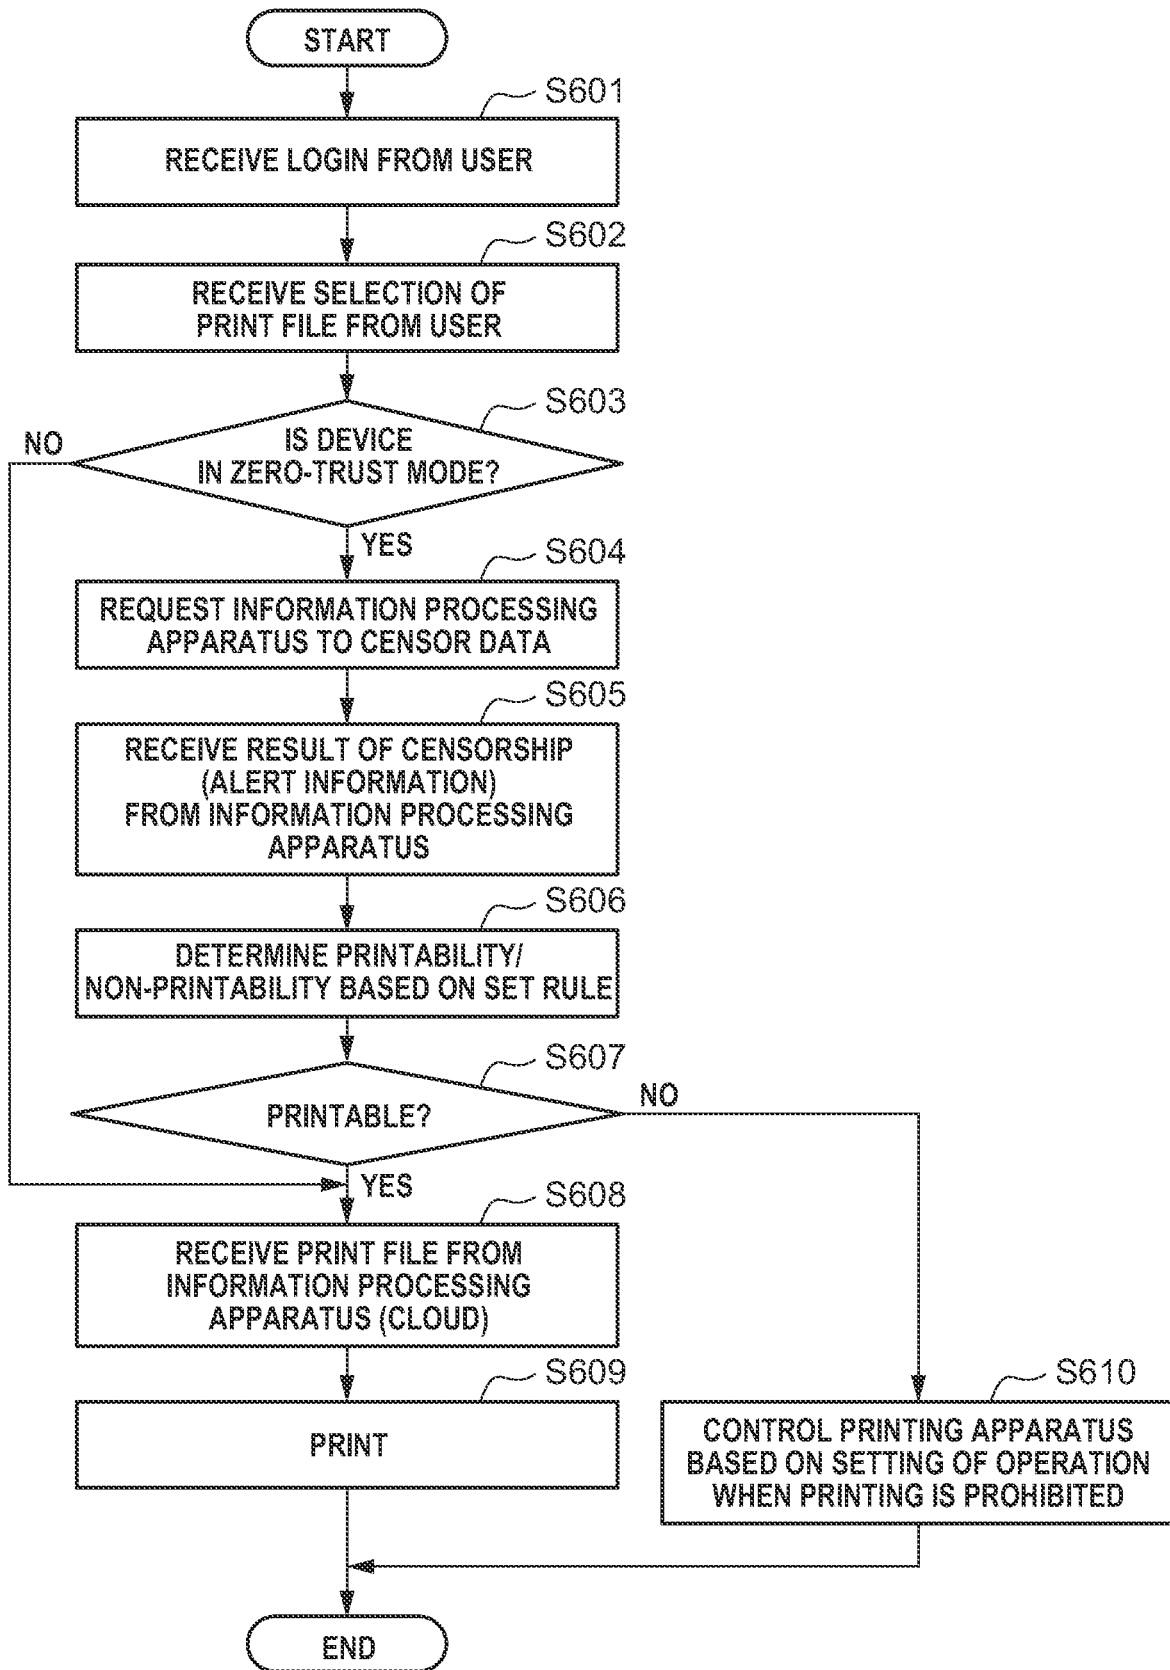 START
S601
RECEIVE LOGIN FROM USER
S602
RECEIVE SELECTION OF
PRINT FILE FROM USER
S603
IS DEVICE
IN ZERO-TRUST MODE?
NO
YES
S604
REQUEST INFORMATION PROCESSING
APPARATUS TO CENSOR DATA
S605
RECEIVE RESULT OF CENSORSHIP
(ALERT INFORMATION)
FROM INFORMATION PROCESSING
APPARATUS
S606
DETERMINE PRINTABILITY/
NON-PRINTABILITY BASED ON SET RULE
S607
PRINTABLE?
NO
YES
S608
RECEIVE PRINT FILE FROM
INFORMATION PROCESSING
APPARATUS (CLOUD)
S609
PRINT
S610
CONTROL PRINTING APPARATUS
BASED ON SETTING OF OPERATION
WHEN PRINTING IS PROHIBITED
END